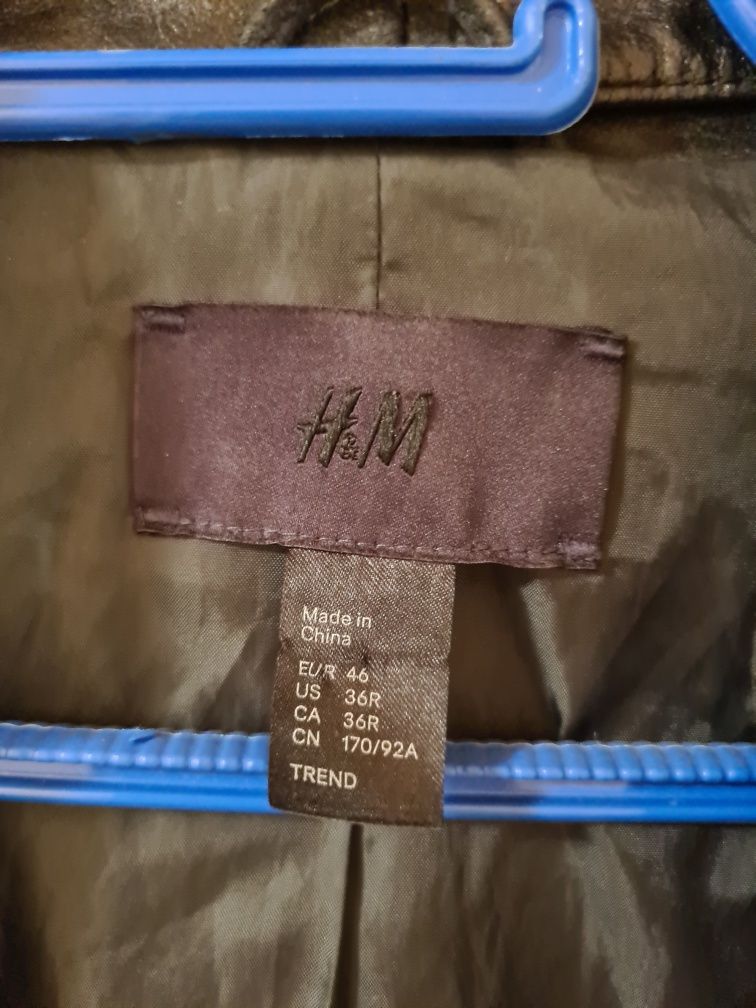 H&M
Made in
China
EUR 46
US 36R
CA 36R
CN 170/92A
TREND